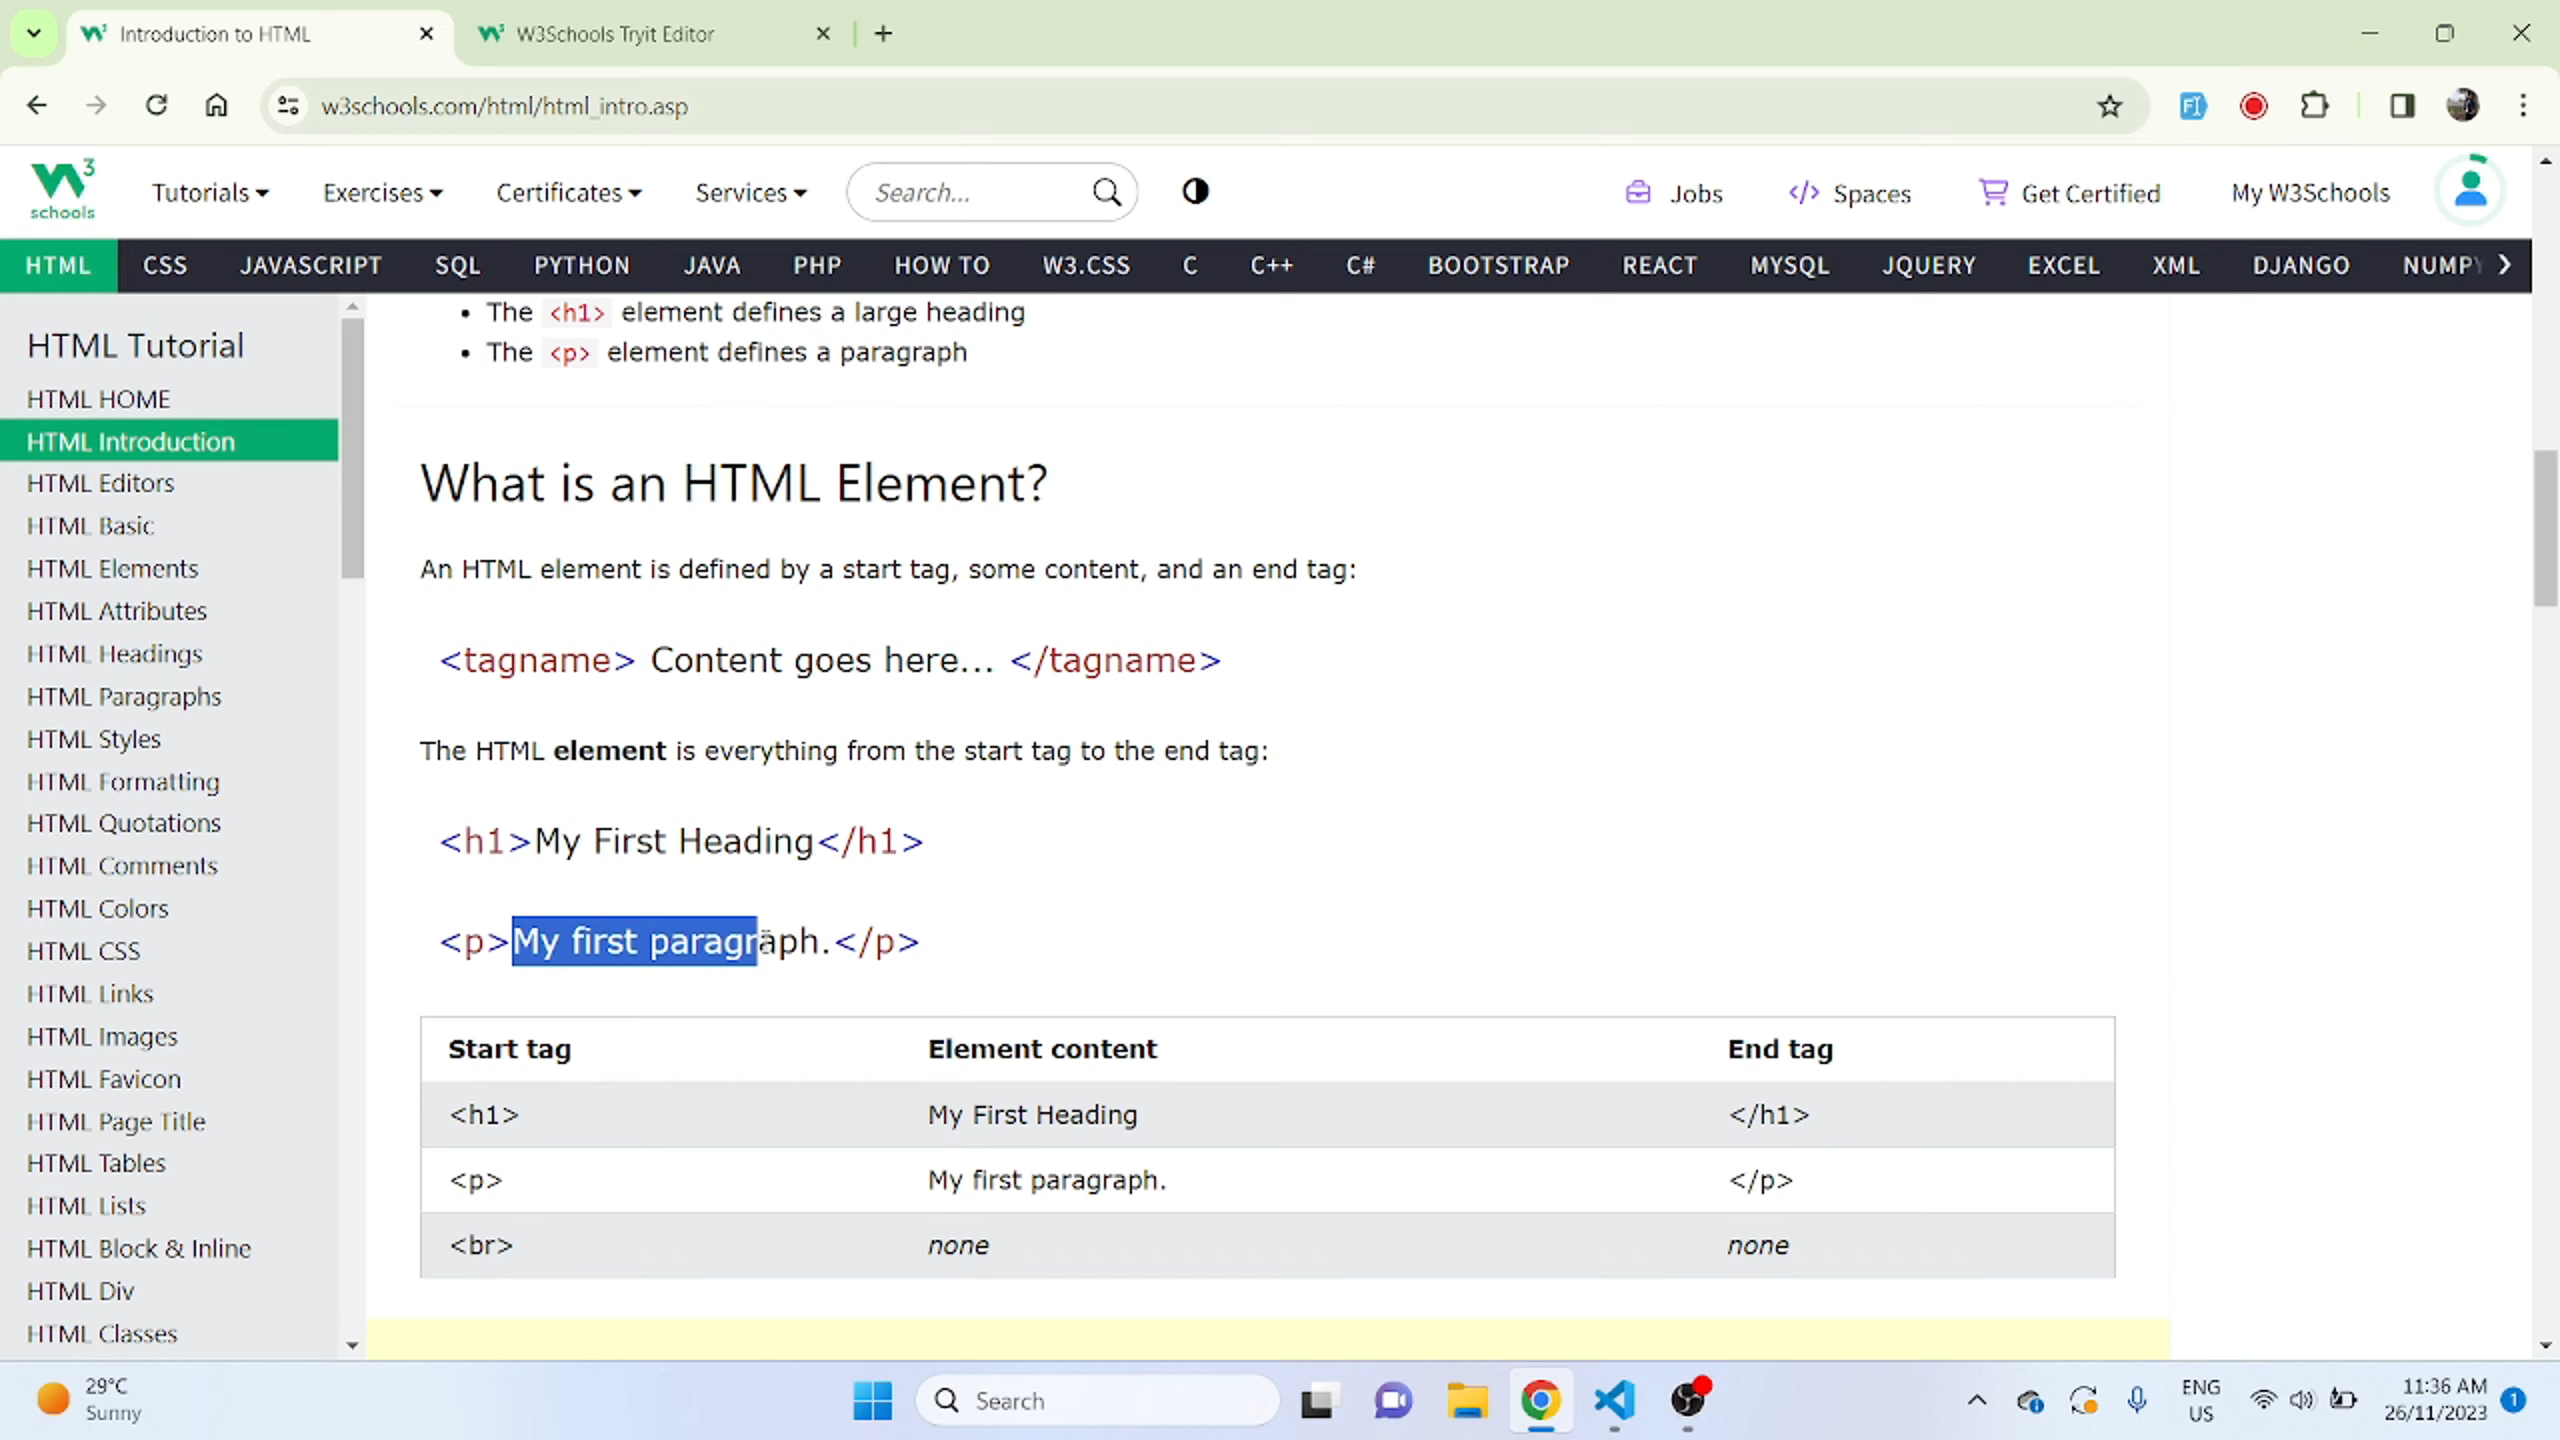 Introduction to HTML
W3Schools Tryit Editor
w3schools.com/html/html_intro.asp
W3 schools
Tutorials
Exercises
Certificates
Services
Search...
Jobs
</> Spaces
Get Certified
My W3Schools
HTML CSS JAVASCRIPT SQL PYTHON JAVA PHP HOW TO W3.CSS C C++ C# BOOTSTRAP REACT MYSQL JQUERY EXCEL XML DJANGO NUMPY
HTML Tutorial
HTML HOME
HTML Introduction
HTML Editors
HTML Basic
HTML Elements
HTML Attributes
HTML Headings
HTML Paragraphs
HTML Styles
HTML Formatting
HTML Quotations
HTML Comments
HTML Colors
HTML CSS
HTML Links
HTML Images
HTML Favicon
HTML Page Title
HTML Tables
HTML Lists
HTML Block & Inline
HTML Div
HTML Classes
• The <h1> element defines a large heading
• The <p> element defines a paragraph
What is an HTML Element?
An HTML element is defined by a start tag, some content, and an end tag:
<tagname> Content goes here... </tagname>
The HTML element is everything from the start tag to the end tag:
<h1>My First Heading</h1>
<p>My first paragraph.</p>
Start tag Element content End tag
<h1> My First Heading </h1>
<p> My first paragraph. </p>
<br> none none
29°C
Sunny
Search
ENG
US
11:36 AM
26/11/2023
1